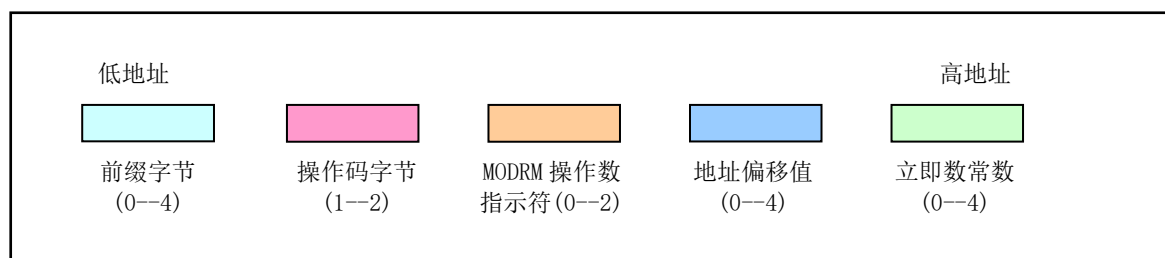 低地址 高地址
前缀字节 操作码字节 MODRM 操作数 地址偏移值 立即数常数
(0--4) (1--2) 指示符(0--2) (0--4) (0--4)